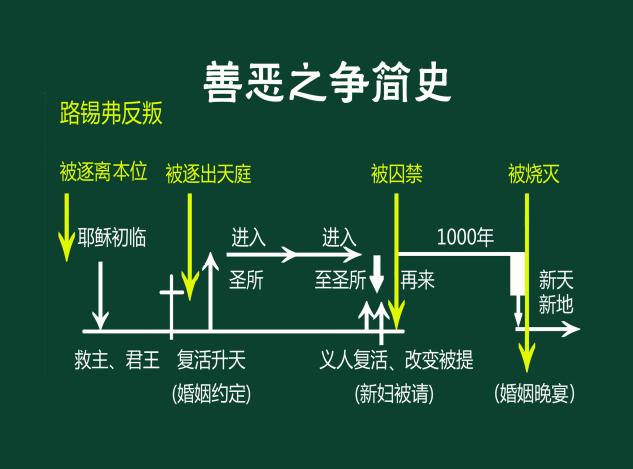 善恶之争简史
路锡弗反叛
被逐离本位 被逐出天庭 被囚禁 被烧灭
耶稣初临 进入 进入 1000年
圣所 至圣所 再来 新天
新地
救主、君王 复活升天 义人复活、改变被提
(婚姻约定) (新妇被请) (婚姻晚宴)